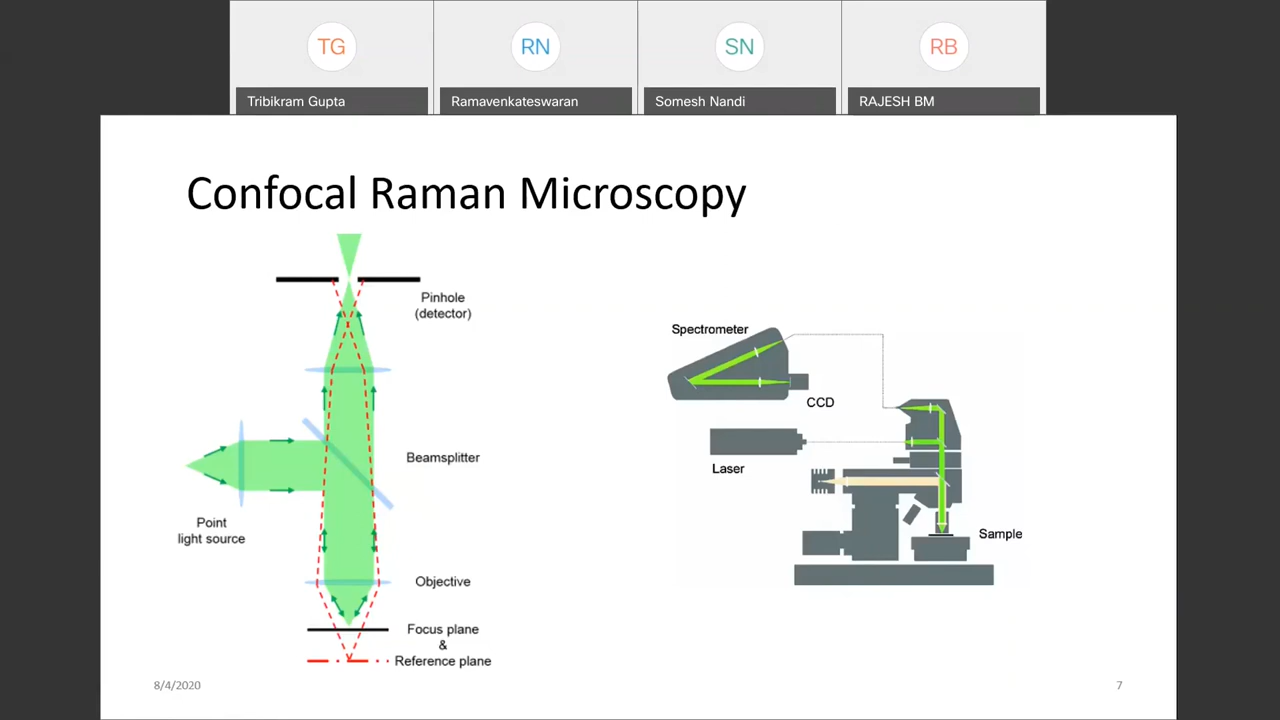 TG
RN
SN
RB
Tribikram Gupta
Ramavenkateswaran
Somesh Nandi
RAJESH BM
Confocal Raman Microscopy
Pinhole
(detector)
Beamsplitter
Point
light source
Objective
Focus plane
&
Reference plane
Spectrometer
CCD
Laser
Sample
8/4/2020
7